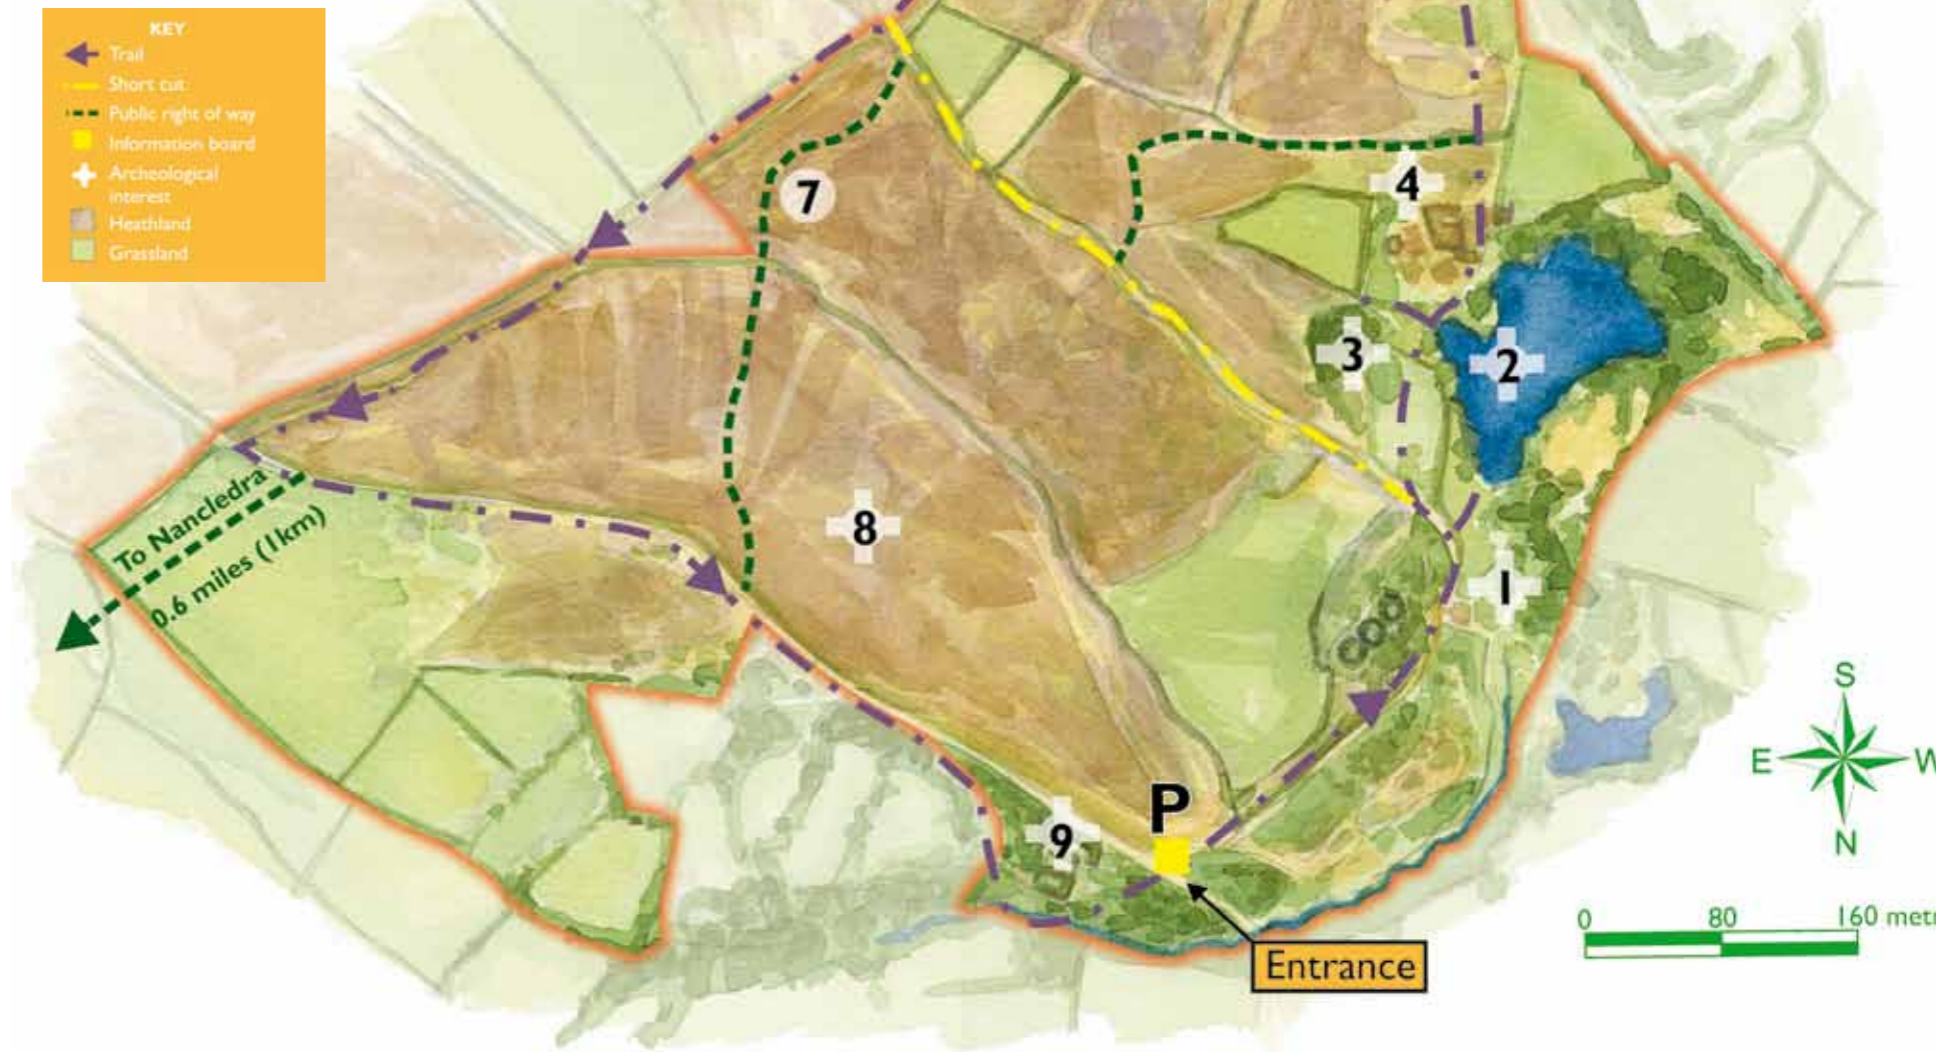 KEY
Trail
Short cut
Public right of way
Information board
Archeological
interest
Heathland
Grassland
7
4
3
2
To Nancledra
0.6 miles (1km)
8
1
COO
S
E
W
N
P
9
0 80 160 metr
Entrance